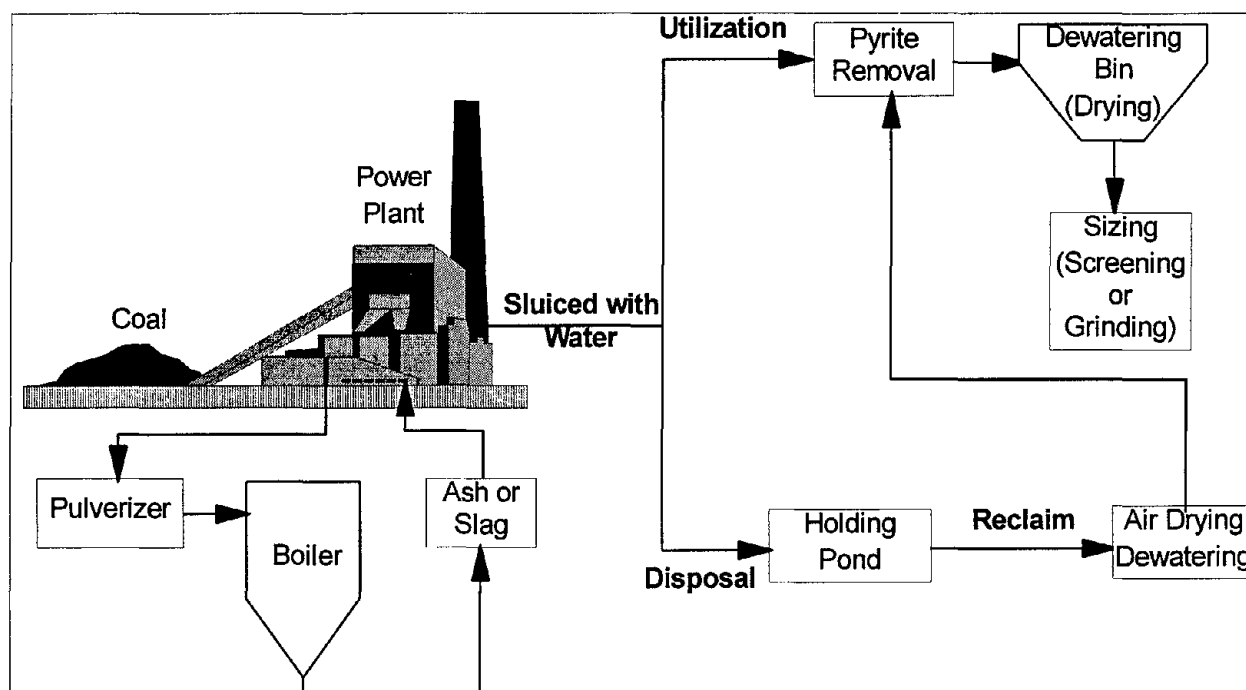 Utilization
Pyrite
Removal
Dewatering
Bin
(Drying)
Power
Plant
Sizing
(Screening
or
Grinding)
Coal
Sluiced with
Water
Pulverizer
Boiler
Ash or
Slag
Disposal
Holding
Pond
Reclaim
Air Drying
Dewatering